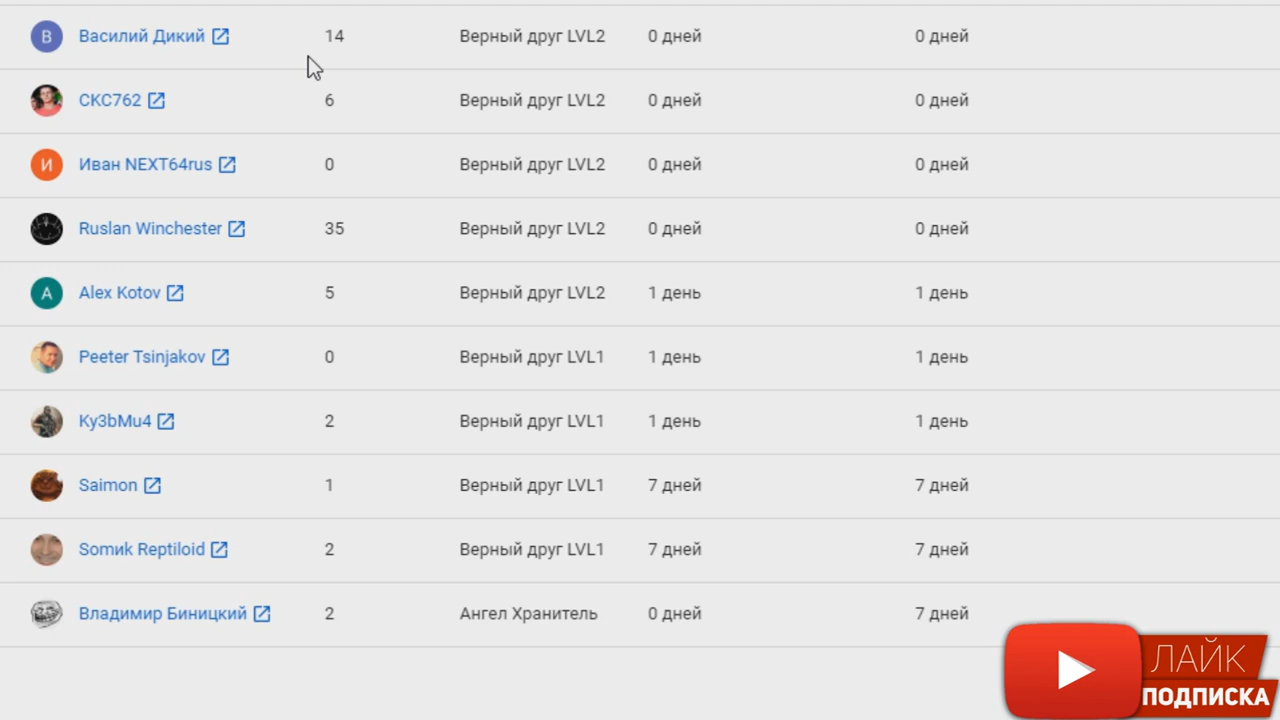 В Василий Дикий 14 Верный друг LVL2 0 дней 0 дней
СКС762 6 Верный друг LVL2 0 дней 0 дней
И Иван NEXT64rus 0 Верный друг LVL2 0 дней 0 дней
Ruslan Winchester 35 Верный друг LVL2 0 дней 0 дней
A Alex Kotov 5 Верный друг LVL2 1 день 1 день
Peeter Tsinjakov 0 Верный друг LVL1 1 день 1 день
Ky3bMu4 2 Верный друг LVL1 1 день 1 день
Saimon 1 Верный друг LVL1 7 дней 7 дней
Somиk Reptiloid 2 Верный друг LVL1 7 дней 7 дней
Владимир Биницкий 2 Ангел Хранитель 0 дней 7 дней
ЛАЙК
ПОДПИСКА